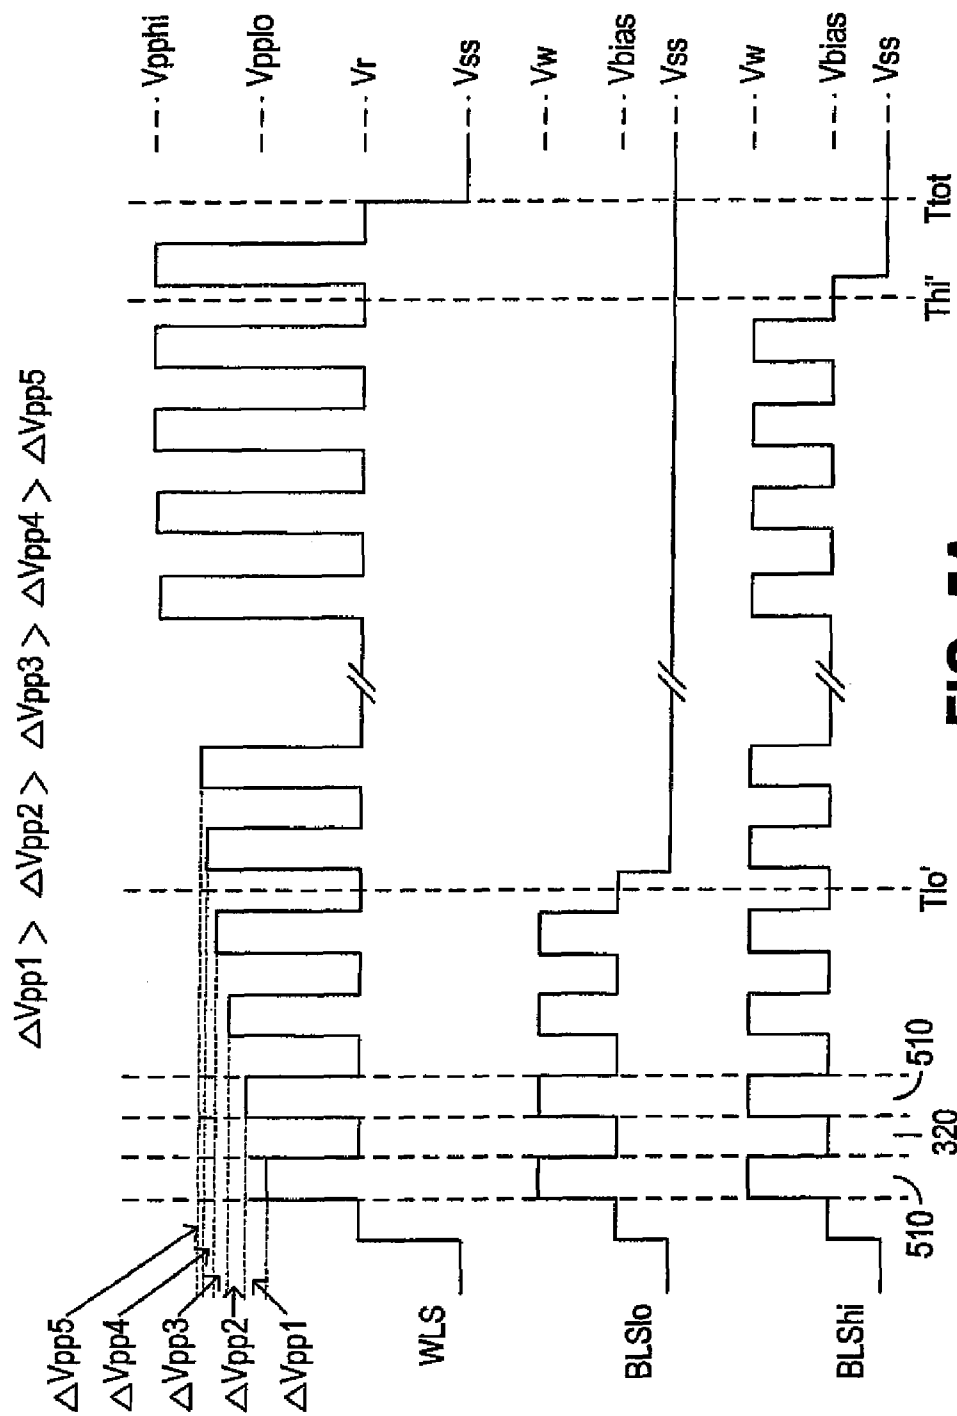 ΔVpp1 > ΔVpp2 > ΔVpp3 > ΔVpp4 > ΔVpp5
ΔVpp5
ΔVpp4
ΔVpp3
ΔVpp2
ΔVpp1
Vpphi
Vpplo
Vr
Vss
WLS
Vw
Vbias
Vss
BLSlo
Vw
Vbias
Vss
BLShi
510
320
510
Tlo'
Thi'
Ttot